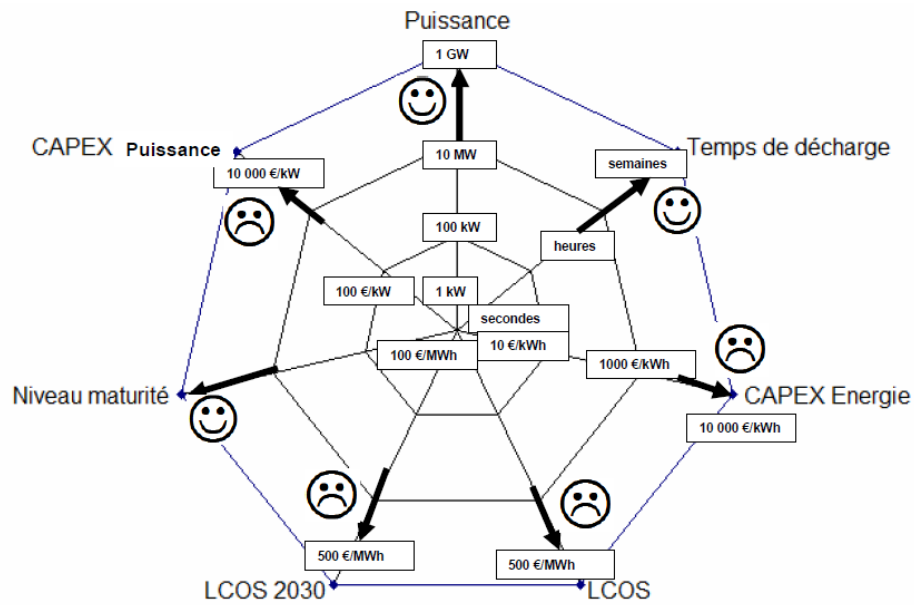 Puissance
1 GW
CAPEX Puissance
10 000 €/kW
10 MW
semaines
Temps de décharge
100 kW
heures
100 €/kW
1 kW
secondes
10 €/kWh
100 €/MWh
1000 €/kWh
Niveau maturité
CAPEX Energie
10 000 €/kWh
500 €/MWh
500 €/MWh
LCOS 2030
LCOS